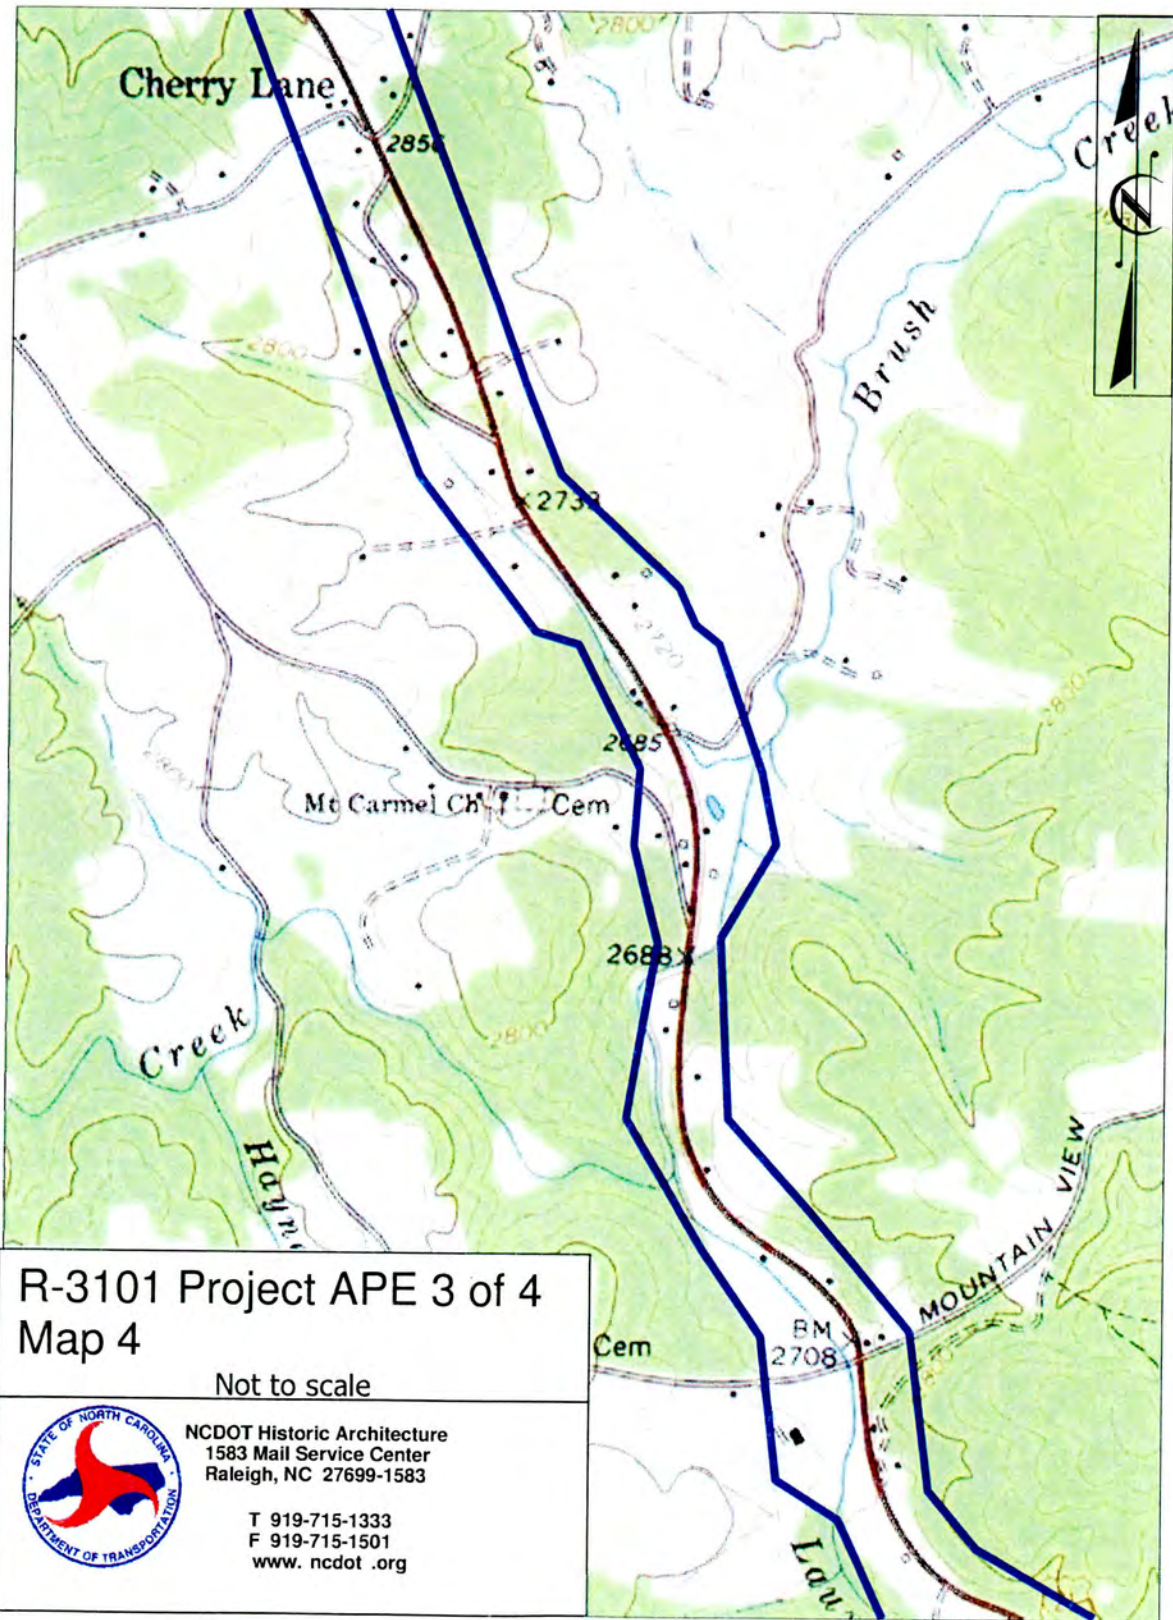 2800
Cherry Lane
Creek
2856
Brush
2800
2733
2720
2800
2685
2800
Mt Carmel Ch
Cem
2688
2800
Creek
MOUNTAIN VIEW
R-3101 Project APE 3 of 4
Map 4
Not to scale
Cem
BM
2708
NCDOT Historic Architecture
1583 Mail Service Center
Raleigh, NC 27699-1583
T 919-715-1333
F 919-715-1501
www. ncdot .org
STATE OF NORTH CAROLINA
DEPARTMENT OF TRANSPORTATION